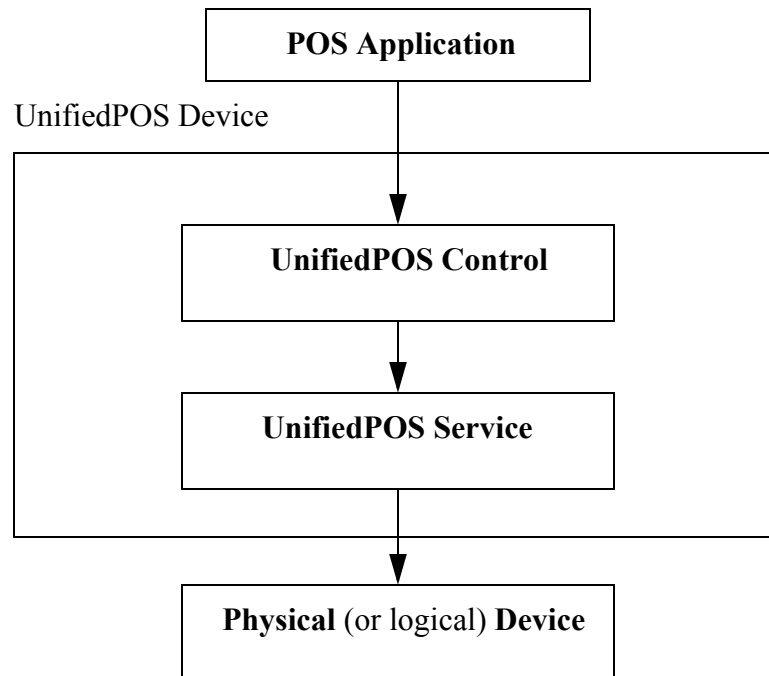 POS Application
UnifiedPOS Device
UnifiedPOS Control
UnifiedPOS Service
Physical (or logical) Device